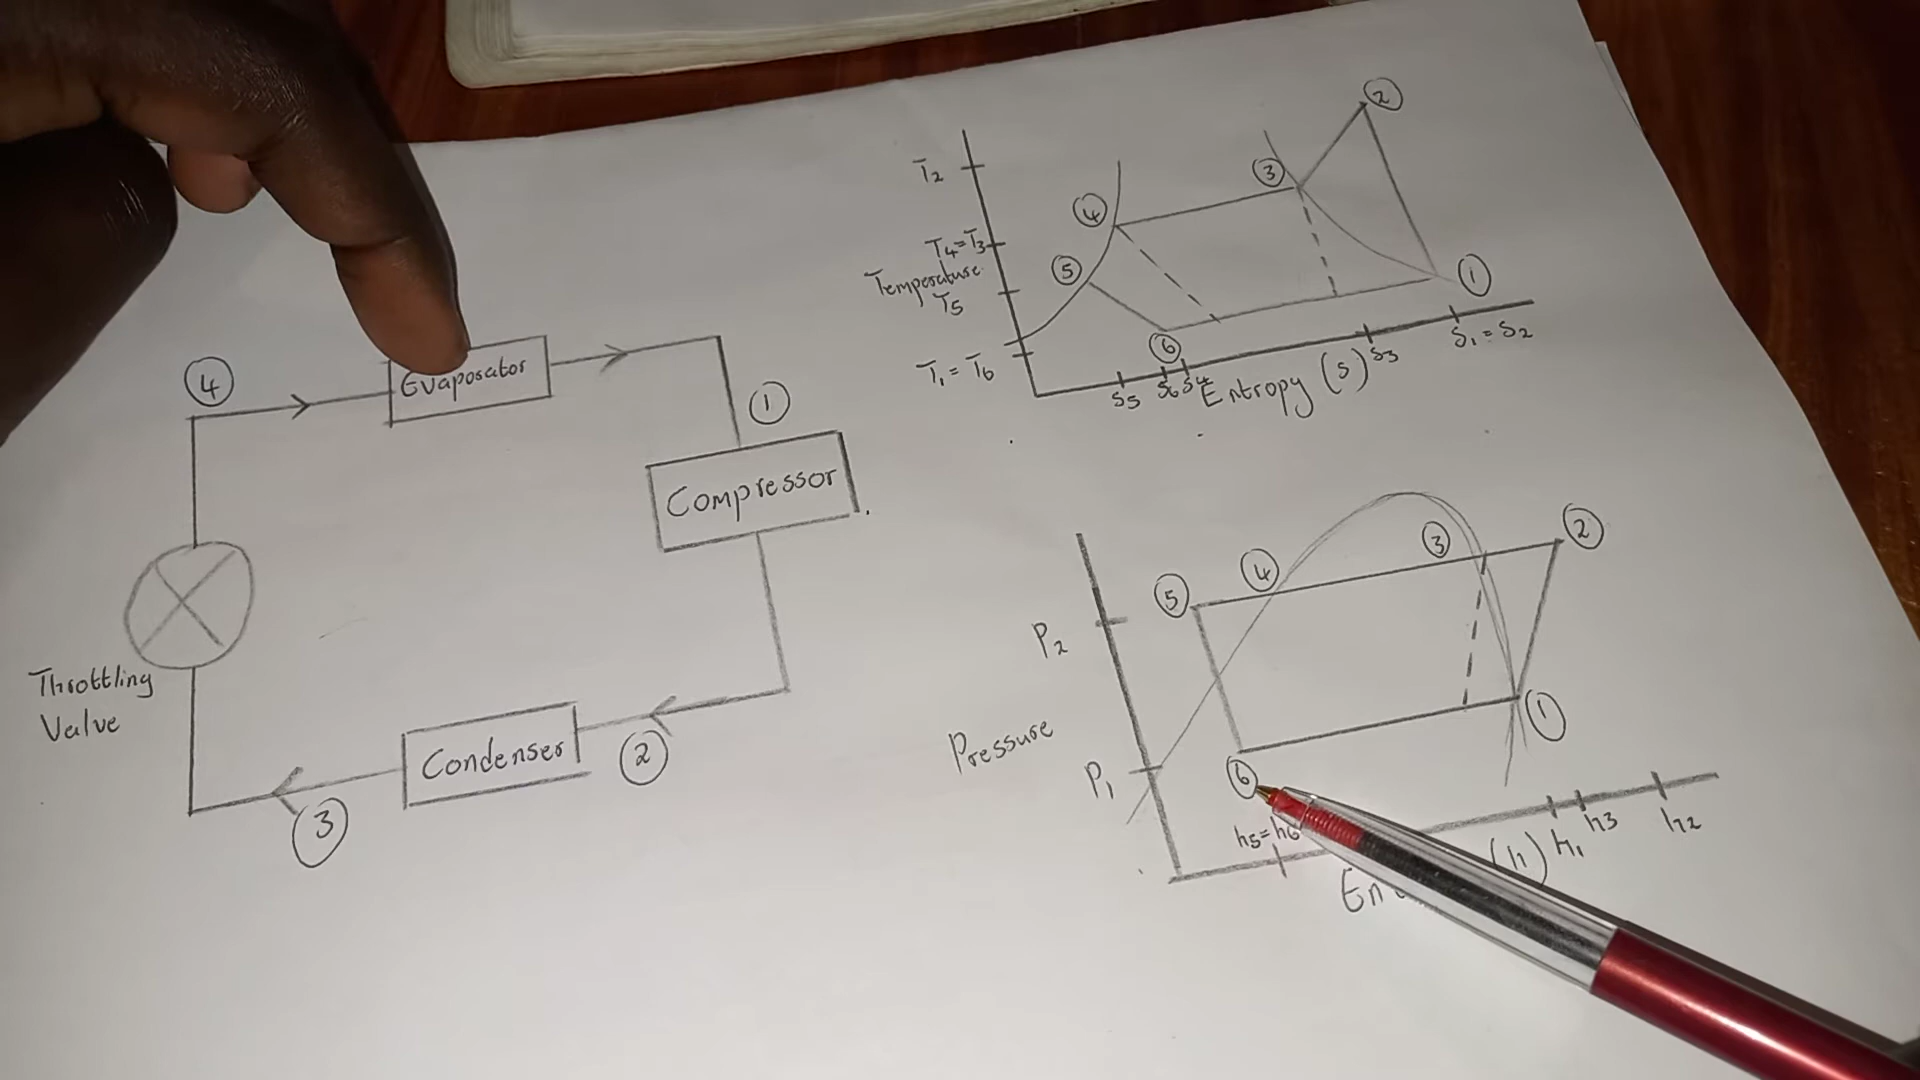 ④
Evaporator
①
Compressor
Throttling
Valve
Condenser
②
③
②
T₂
③
④
T₄=T₃
Temperature
⑤
T₅
①
T₁=T₆
⑥
S₅ S₆ S₄ S₃ S₁=S₂
Entropy (s)
②
③
④
⑤
P₂
①
Pressure
P₁
⑥
h₅=h₆
h₁ h₃ h₂
(h)